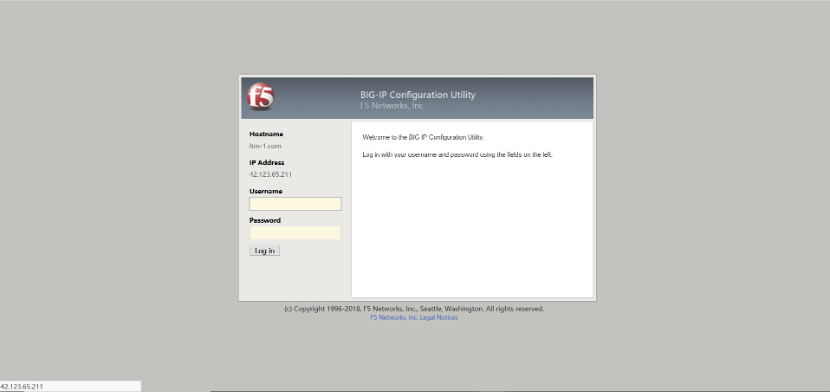 f5
BIG-IP Configuration Utility
F5 Networks, Inc.
Hostname
ltm-1.com
IP Address
42.123.65.211
Username
Password
Log in
Welcome to the BIG-IP Configuration Utility.
Log in with your username and password using the fields on the left.
(c) Copyright 1996-2018, F5 Networks, Inc., Seattle, Washington. All rights reserved.
F5 Networks, Inc. Legal Notices
42.123.65.211